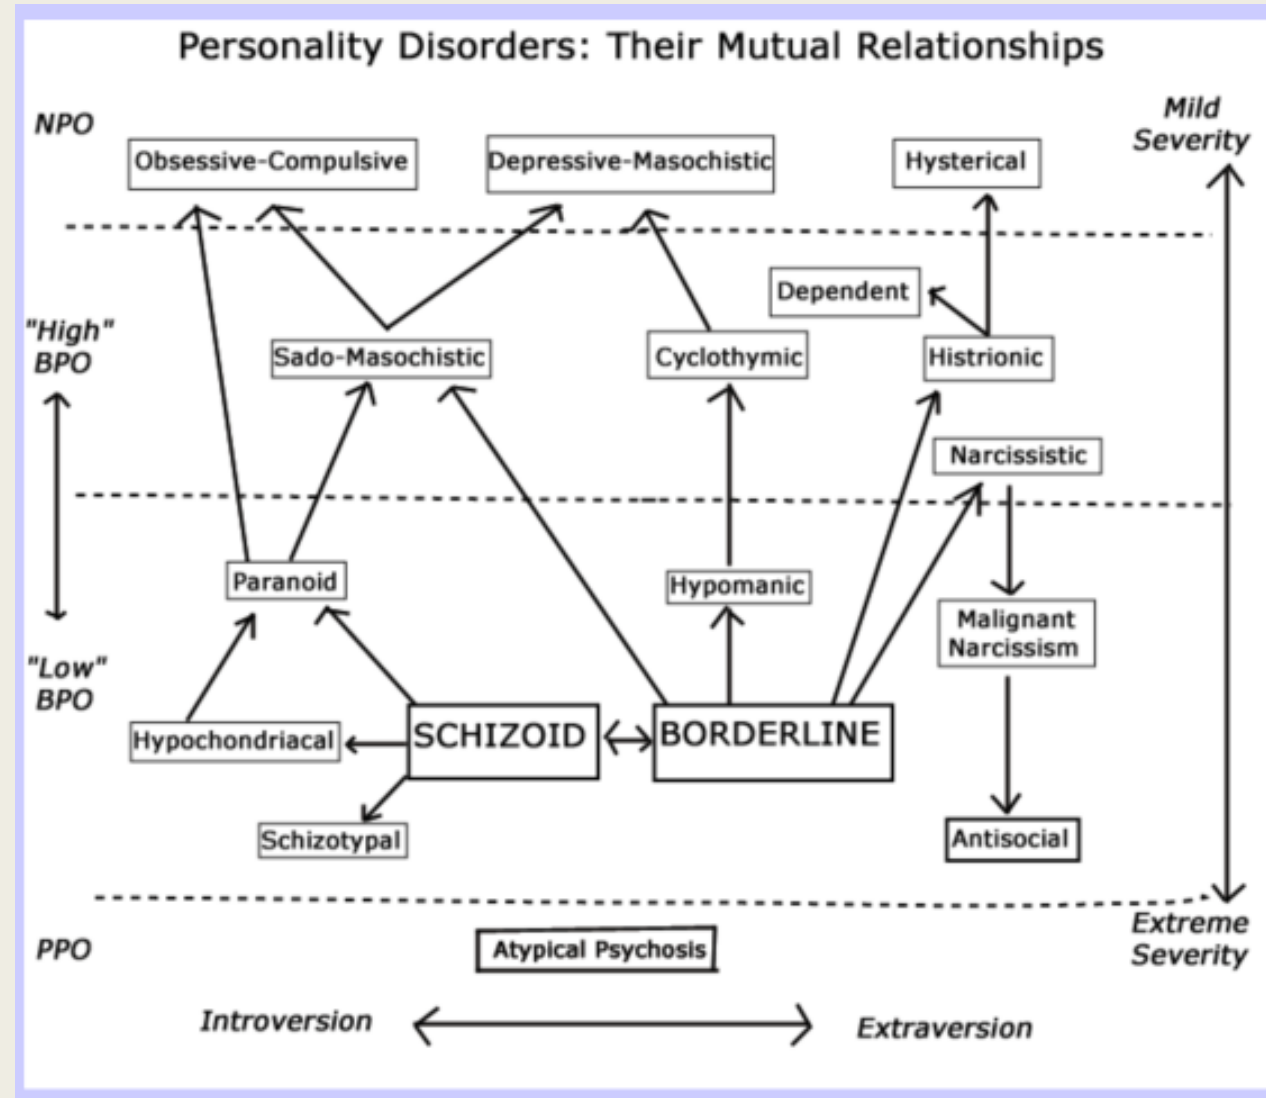 Personality Disorders: Their Mutual Relationships
NPO
Mild
Severity
Obsessive-Compulsive
Depressive-Masochistic
Hysterical
"High"
BPO
Dependent
Sado-Masochistic
Cyclothymic
Histrionic
Narcissistic
Paranoid
Hypomanic
Malignant
Narcissism
"Low"
BPO
Hypochondriacal
SCHIZOID
BORDERLINE
Schizotypal
Antisocial
PPO
Atypical Psychosis
Extreme
Severity
Introversion
Extraversion